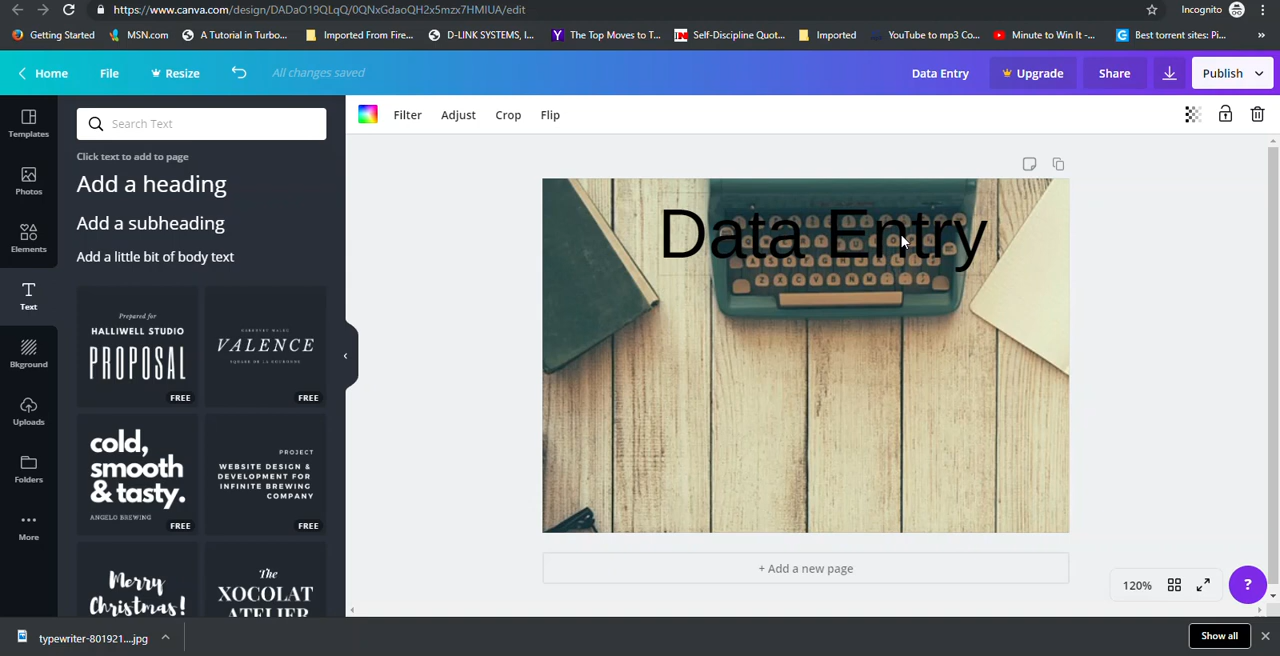 https://www.canva.com/design/DADaO19QLqQ/0QNxGdaoQH2x5mzx7HMIUA/edit
Incognito
Getting Started
MSN.com
A Tutorial in Turbo...
Imported From Fire...
D-LINK SYSTEMS, I...
The Top Moves to T...
Self-Discipline Quot...
Imported
YouTube to mp3 Co...
Minute to Win It -...
Best torrent sites: Pi...
Home
File
Resize
All changes saved
Data Entry
Upgrade
Share
Publish
Templates
Photos
Elements
Text
Bkground
Uploads
Folders
More
Search Text
Click text to add to page
Add a heading
Add a subheading
Add a little bit of body text
Prepared for
HALLIWELL STUDIO
PROPOSAL
FREE
VALENCE
FREE
cold,
smooth
& tasty.
ANGELO BREWING
FREE
PROJECT
WEBSITE DESIGN &
DEVELOPMENT FOR
INFINITE BREWING
COMPANY
FREE
Merry
Christmas!
The
XOCOLAT
ATELIER
Filter
Adjust
Crop
Flip
Data Entry
+ Add a new page
120%
?
typewriter-801921....jpg
Show all